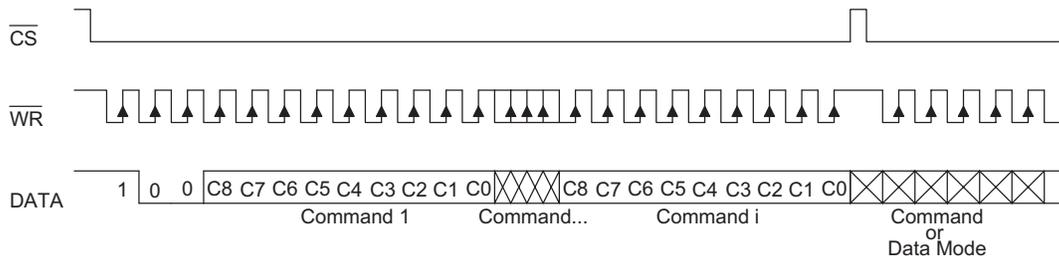 CS
WR
DATA 1 0 0 C8 C7 C6 C5 C4 C3 C2 C1 C0 C8 C7 C6 C5 C4 C3 C2 C1 C0
Command 1 Command... Command i Command
or
Data Mode